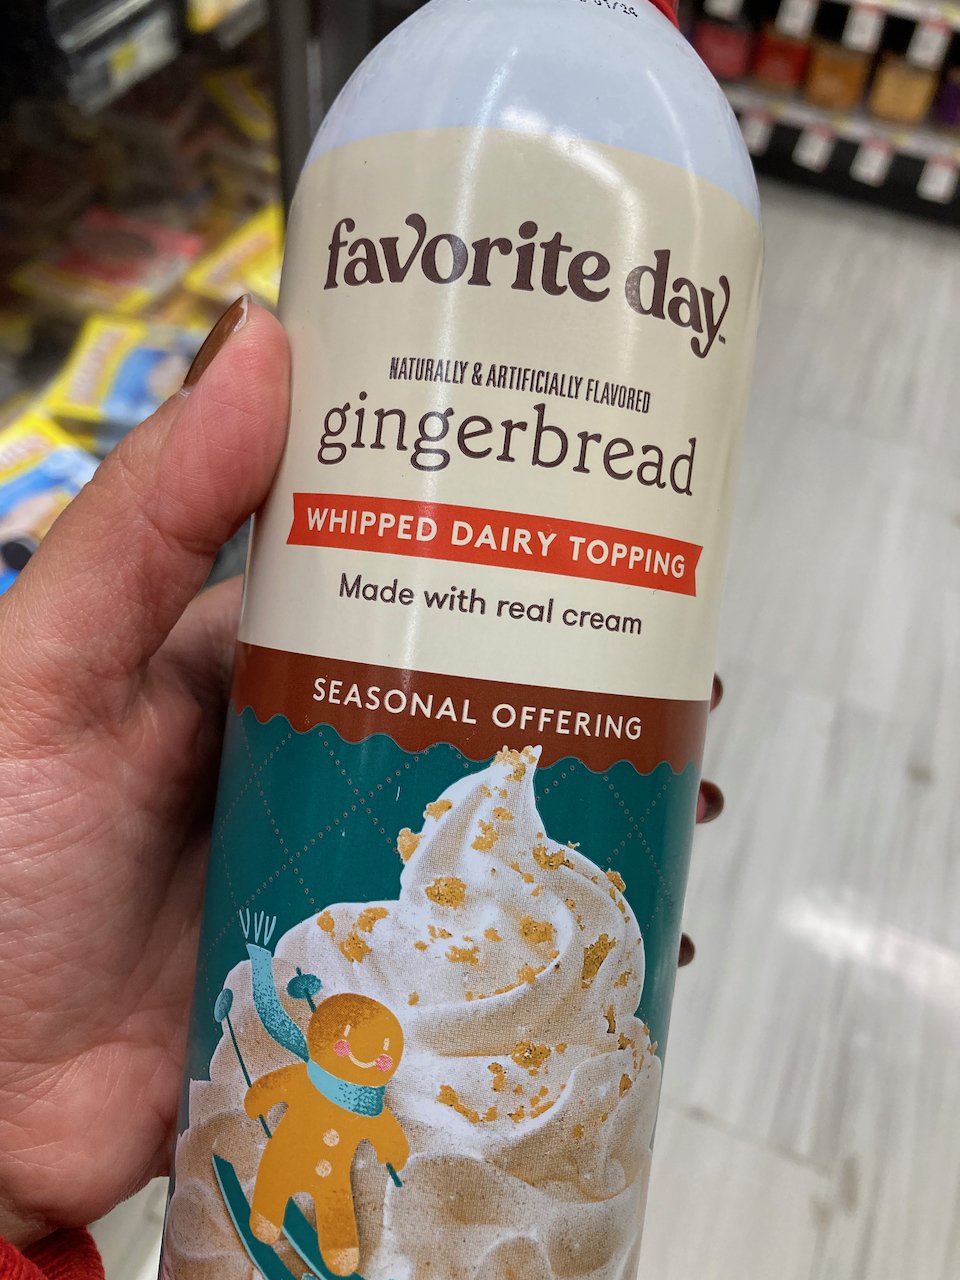 favorite day
NATURALLY & ARTIFICIALLY FLAVORED
gingerbread
WHIPPED DAIRY TOPPING
Made with real cream
SEASONAL OFFERING